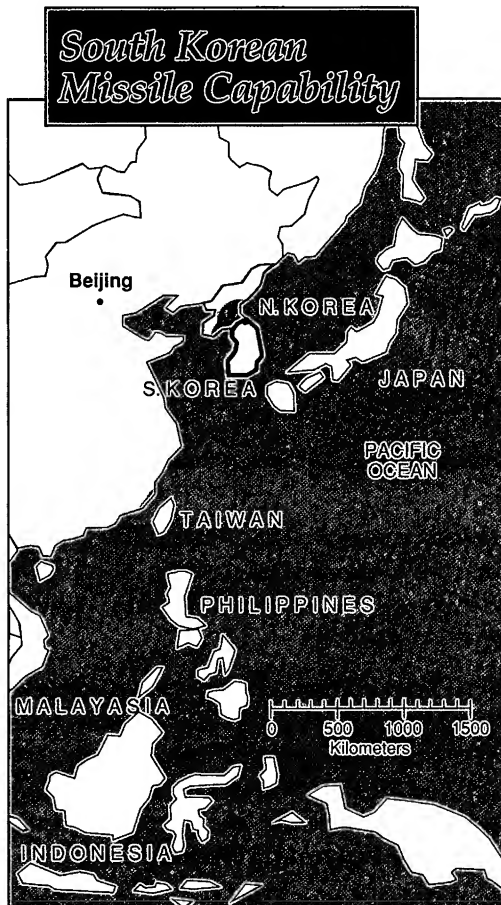 South Korean
Missile Capability
Beijing
N. KOREA
S. KOREA
JAPAN
PACIFIC
OCEAN
TAIWAN
PHILIPPINES
MALAYASIA
0 500 1000 1500
Kilometers
INDONESIA